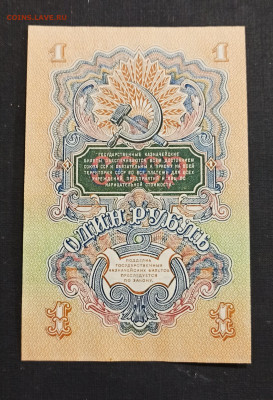 COINS.SU
1 1
ГОСУДАРСТВЕННЫЕ КАЗНАЧЕЙСКИЕ
БИЛЕТЫ ОБЕСПЕЧИВАЮТСЯ ВСЕМ ДОСТОЯНИЕМ
СОЮЗА ССР И ОБЯЗАТЕЛЬНЫ К ПРИЕМУ НА ВСЕЙ
ТЕРРИТОРИИ СССР ВО ВСЕ ПЛАТЕЖИ ДЛЯ ВСЕХ
УЧРЕЖДЕНИЙ, ПРЕДПРИЯТИЙ И ЛИЦ ПО
НАРИЦАТЕЛЬНОЙ СТОИМОСТИ
ОДИН РУБЛЬ
ПОДДЕЛКА
ГОСУДАРСТВЕННЫХ
КАЗНАЧЕЙСКИХ БИЛЕТОВ
ПРЕСЛЕДУЕТСЯ
ПО ЗАКОНУ.
1 1